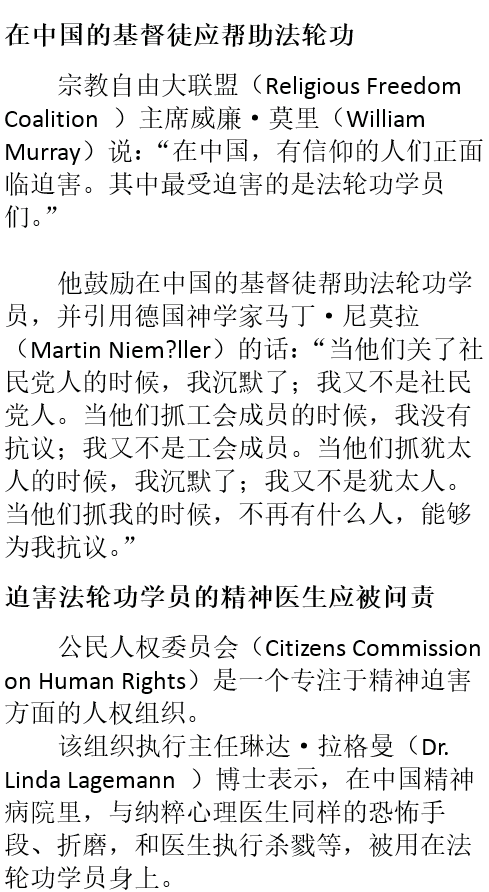 在中国的基督徒应帮助法轮功
宗教自由大联盟（Religious Freedom
Coalition ）主席威廉•莫里（William
Murray）说：“在中国，有信仰的人们正面
临迫害。其中最受迫害的是法轮功学员
们。”
他鼓励在中国的基督徒帮助法轮功学
员，并引用德国神学家马丁•尼莫拉
（Martin Niem?ller）的话：“当他们关了社
民党人的时候，我沉默了；我又不是社民
党人。当他们抓工会成员的时候，我没有
抗议；我又不是工会成员。当他们抓犹太
人的时候，我沉默了；我又不是犹太人。
当他们抓我的时候，不再有什么人，能够
为我抗议。”
迫害法轮功学员的精神医生应被问责
公民人权委员会（Citizens Commission
on Human Rights）是一个专注于精神迫害
方面的人权组织。
该组织执行主任琳达•拉格曼（Dr.
Linda Lagemann ）博士表示，在中国精神
病院里，与纳粹心理医生同样的恐怖手
段、折磨，和医生执行杀戮等，被用在法
轮功学员身上。